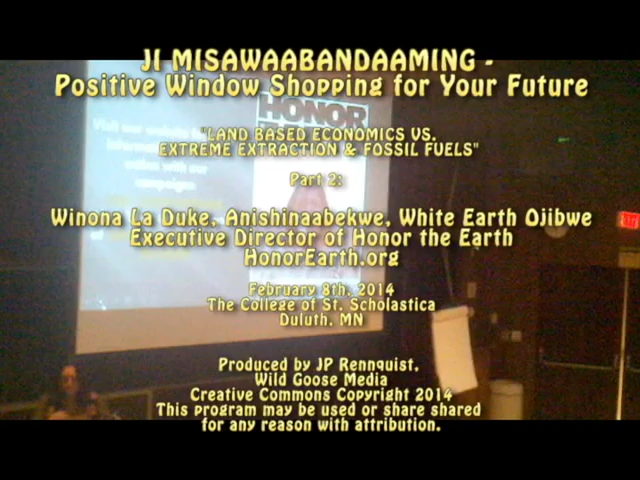 JI MISAWAABANDAAMING -
Positive Window Shopping for Your Future
HONOR
"LAND BASED ECONOMICS VS.
EXTREME EXTRACTION & FOSSIL FUELS"
Part 2:
Winona La Duke, Anishinaabekwe, White Earth Ojibwe
Executive Director of Honor the Earth
HonorEarth.org
February 8th, 2014
The College of St. Scholastica
Duluth, MN
Produced by JP Rennquist,
Wild Goose Media
Creative Commons Copyright 2014
This program may be used or share shared
for any reason with attribution.